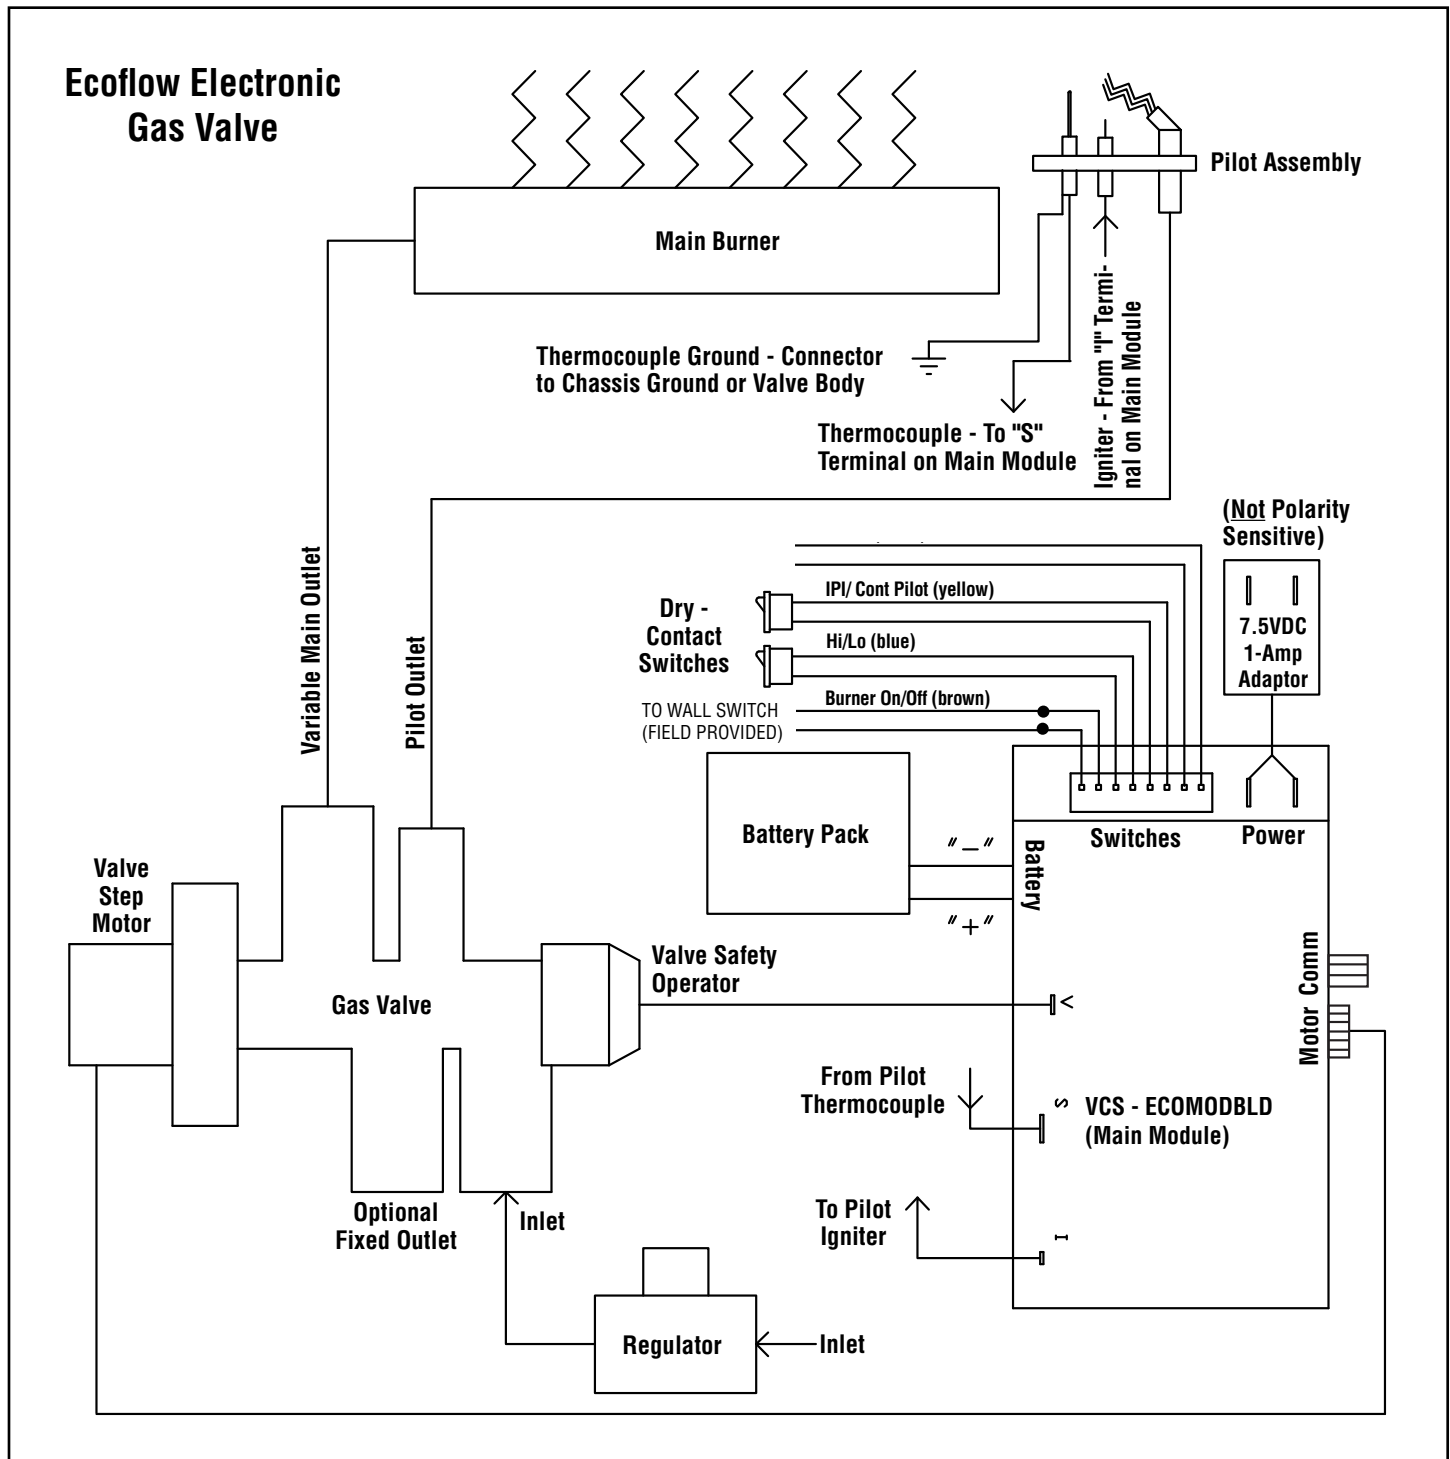 Ecoflow Electronic
Gas Valve
Pilot Assembly
Main Burner
Thermocouple Ground - Connector
to Chassis Ground or Valve Body
Thermocouple - To "S"
Terminal on Main Module
Igniter - From "I" Termi-
nal on Main Module
(Not Polarity
Sensitive)
7.5VDC
1-Amp
Adaptor
Variable Main Outlet
Pilot Outlet
Dry -
Contact
Switches
IPI/ Cont Pilot (yellow)
Hi/Lo (blue)
Burner On/Off (brown)
TO WALL SWITCH
(FIELD PROVIDED)
Battery Pack
"—"
"+"
Battery
Switches
Power
Valve
Step
Motor
Gas Valve
Valve Safety
Operator
V
Comm
Motor
From Pilot
Thermocouple
S
VCS - ECOMODBLD
(Main Module)
To Pilot
Igniter
I
Optional
Fixed Outlet
Inlet
Regulator
Inlet